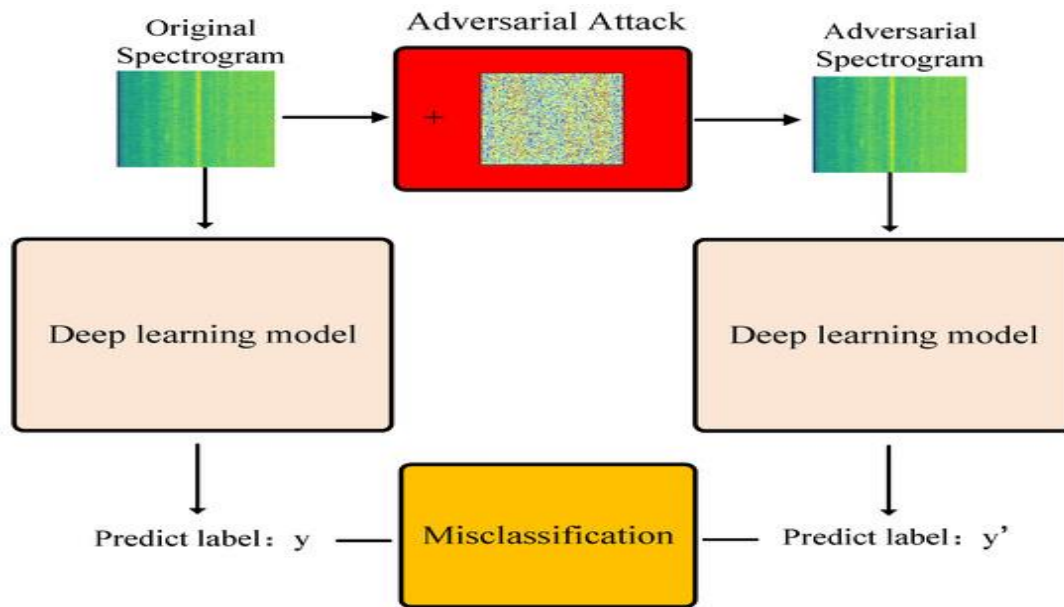 Original
Spectrogram
Adversarial Attack
Adversarial
Spectrogram
+
Deep learning model
Deep learning model
Predict label：y
Misclassification
Predict label：y’